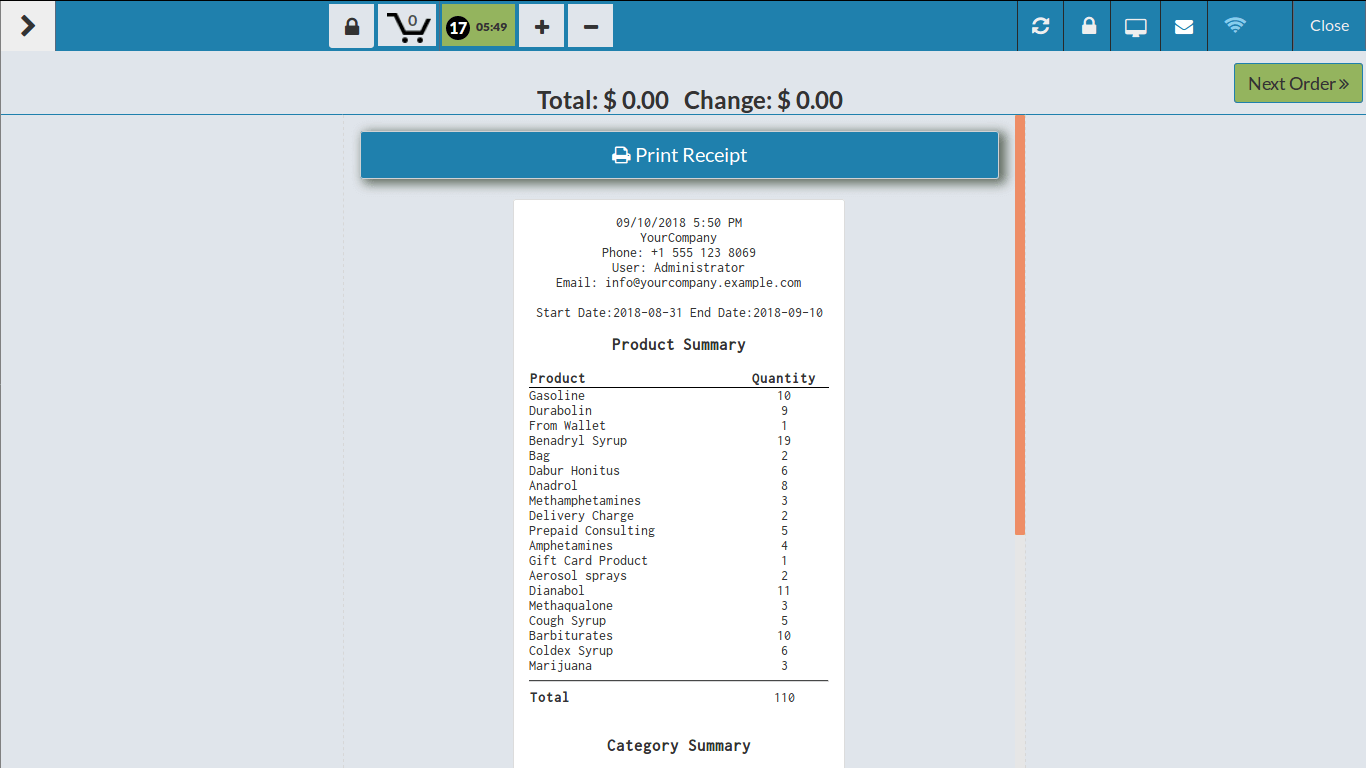 0
17 05:49
Close
Next Order
Total: $ 0.00 Change: $ 0.00
Print Receipt
09/10/2018 5:50 PM
YourCompany
Phone: +1 555 123 8069
User: Administrator
Email: info@yourcompany.example.com
Start Date:2018-08-31 End Date:2018-09-10
Product Summary
Product Quantity
Gasoline 10
Durabolin 9
From Wallet 1
Benadryl Syrup 19
Bag 2
Dabur Honitus 6
Anadrol 8
Methamphetamines 3
Delivery Charge 2
Prepaid Consulting 5
Amphetamines 4
Gift Card Product 1
Aerosol sprays 2
Dianabol 11
Methaqualone 3
Cough Syrup 5
Barbiturates 10
Coldex Syrup 6
Marijuana 3
Total 110
Category Summary